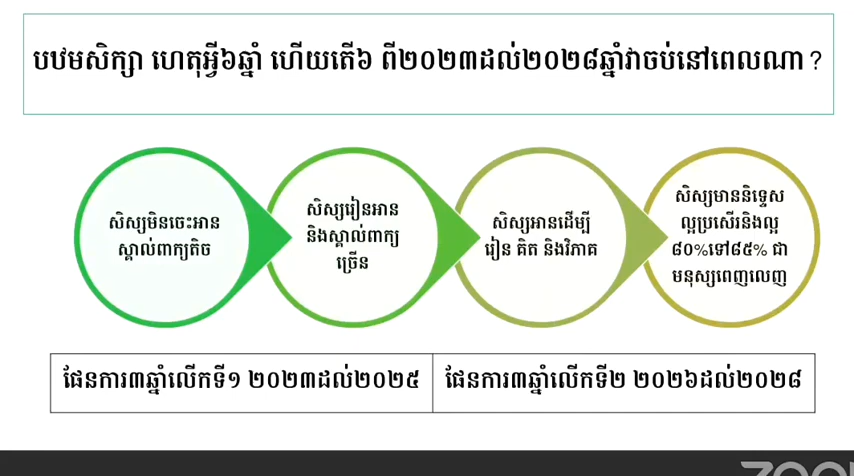 បឋមសិក្សា ហេតុអ្វី៦ឆ្នាំ ហើយតើ៦ ពី២០២៣ដល់២០២៨ឆ្នាំវាចប់នៅពេលណា?
សិស្សមិនចេះអាន
ស្គាល់ពាក្យតិច
សិស្សរៀនអាន
និងស្គាល់ពាក្យ
ច្រើន
សិស្សអានដើម្បី
រៀន គិត និងវិភាគ
សិស្សមាននិទ្ទេស
ល្អប្រសើរនិងល្អ
៨០%ទៅ៨៥% ជា
មនុស្សពេញលេញ
ផែនការ៣ឆ្នាំលើកទី១ ២០២៣ដល់២០២៥
ផែនការ៣ឆ្នាំលើកទី២ ២០២៦ដល់២០២៨